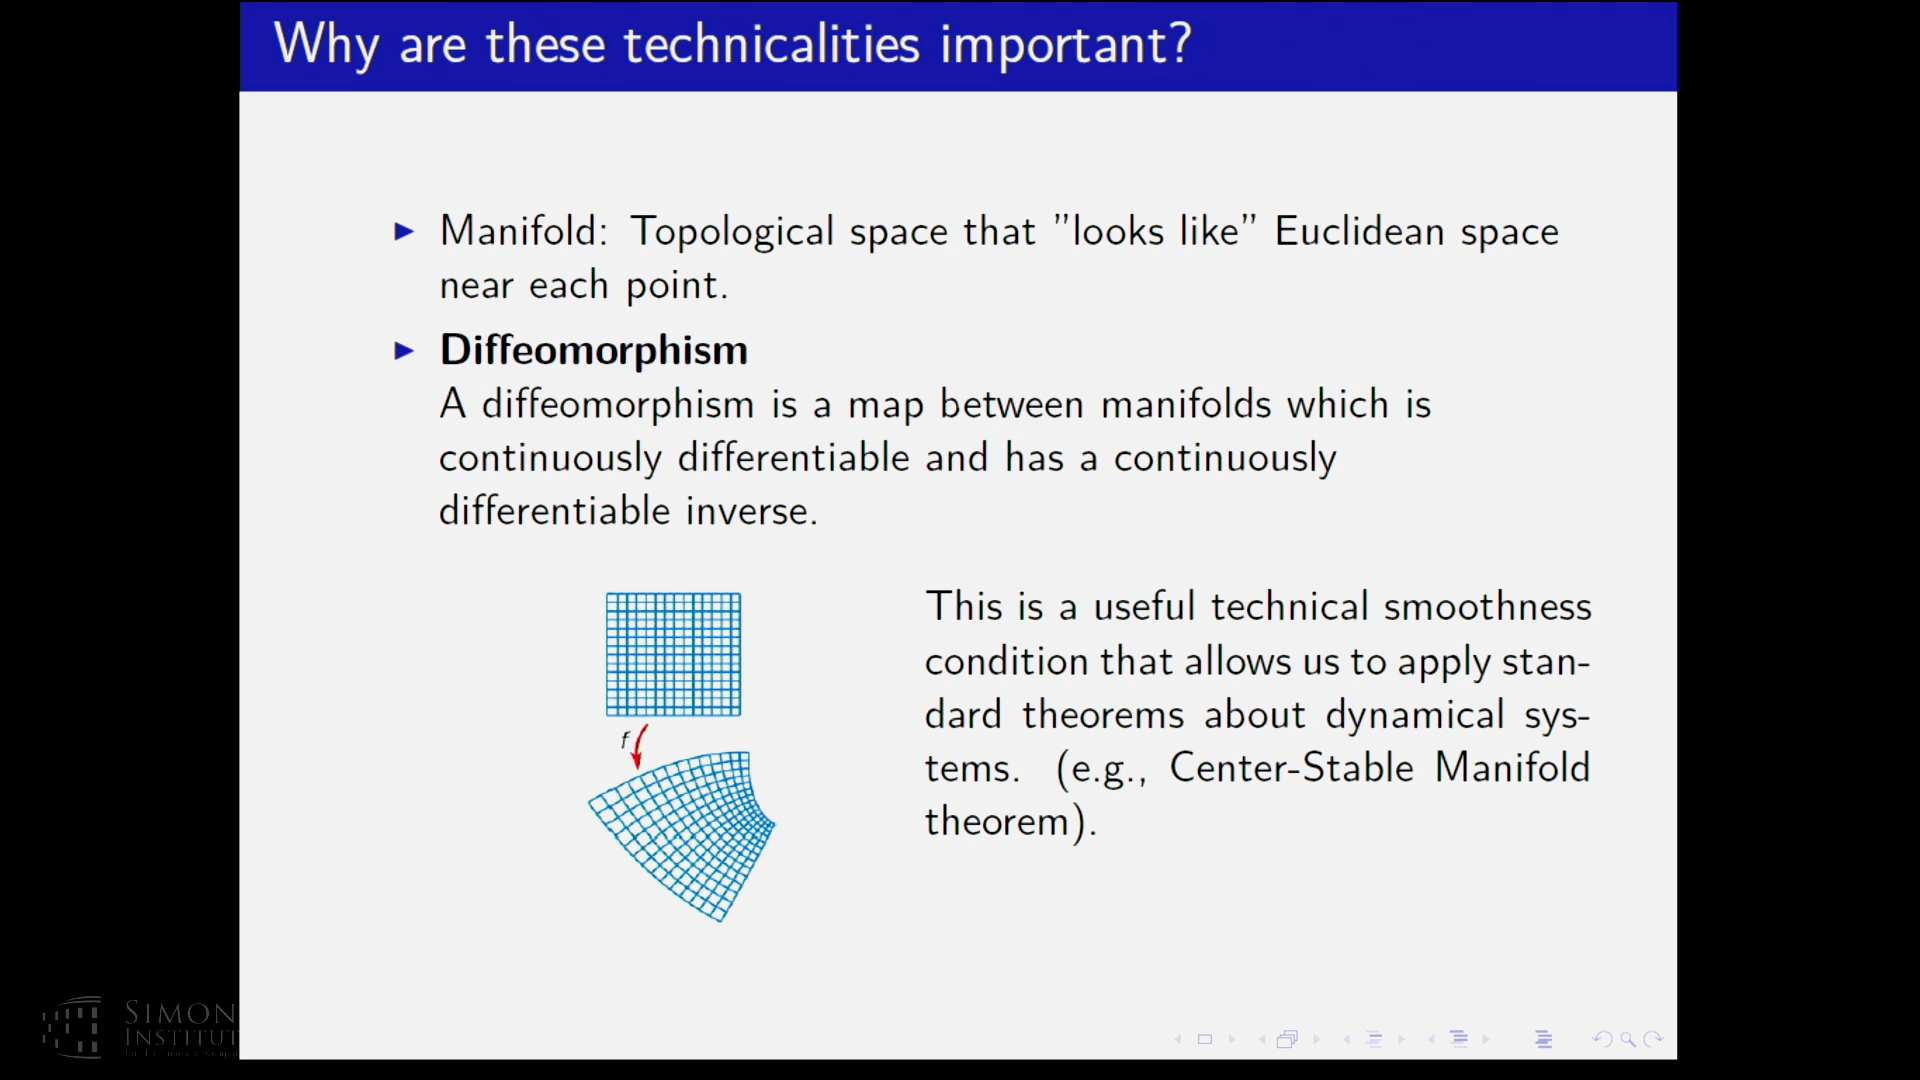 Why are these technicalities important?
Manifold: Topological space that ”looks like” Euclidean space
near each point.
Diffeomorphism
A diffeomorphism is a map between manifolds which is
continuously differentiable and has a continuously
differentiable inverse.
f
This is a useful technical smoothness
condition that allows us to apply stan-
dard theorems about dynamical sys-
tems. (e.g., Center-Stable Manifold
theorem).
SIMON
INSTITUT